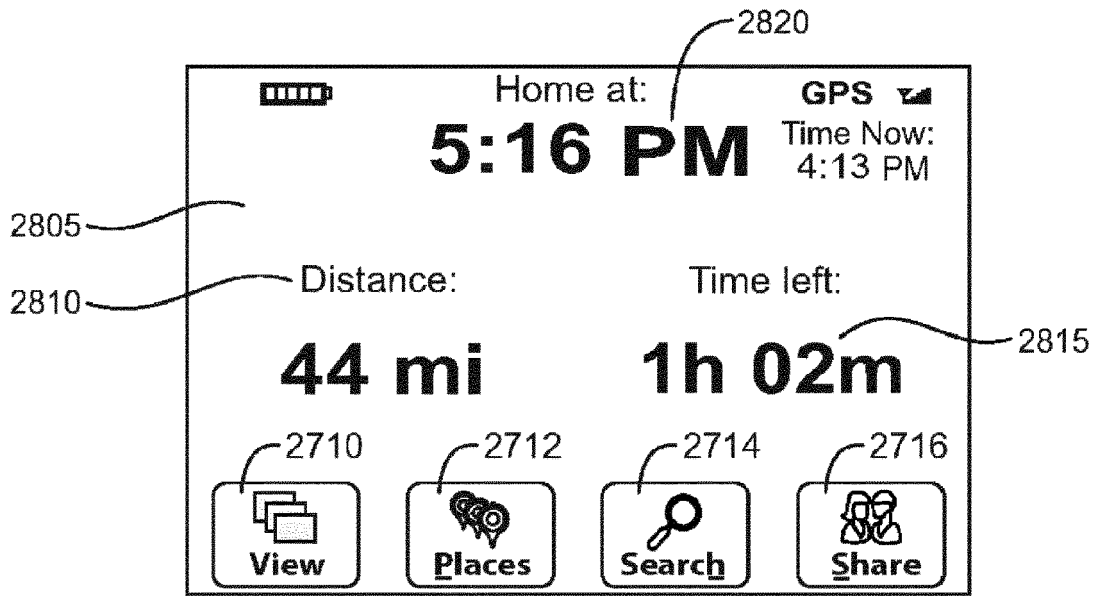 2820
Home at:
GPS
5:16 PM
Time Now:
4:13 PM
2805
Distance:
Time left:
2810
2815
44 mi
1h 02m
2710
2712
2714
2716
View
Places
Search
Share